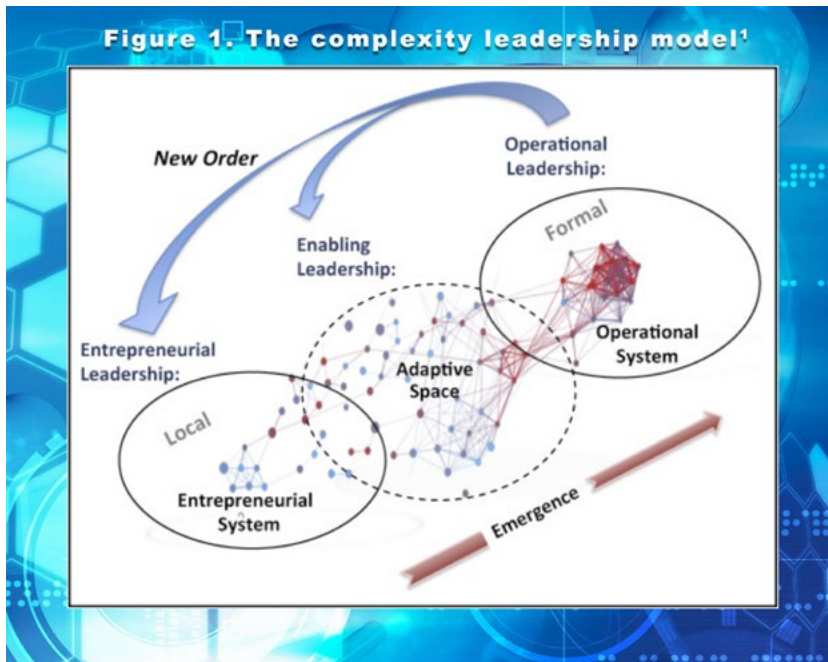 Figure 1. The complexity leadership model¹
New Order
Operational
Leadership:
Formal
Enabling
Leadership:
Operational
System
Entrepreneurial
Leadership:
Adaptive
Space
Local
Entrepreneurial
System
Emergence